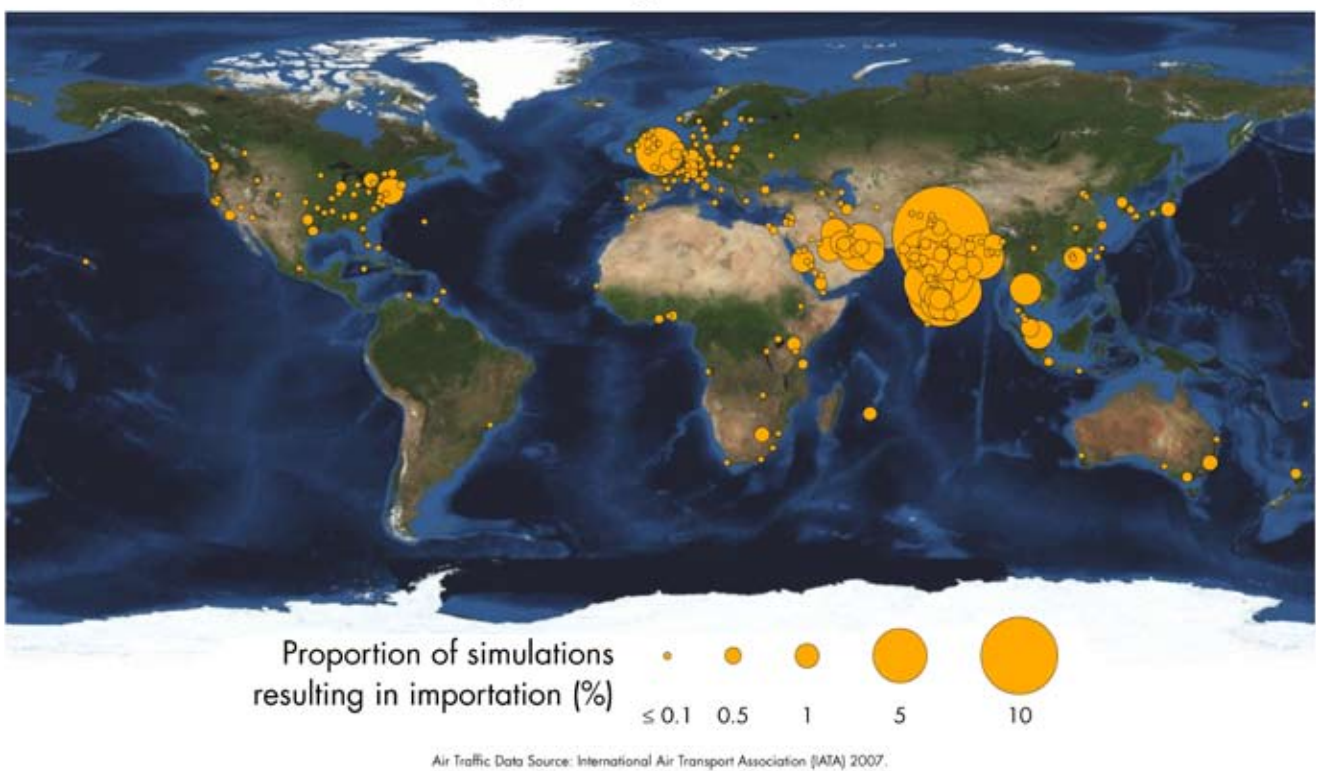 Proportion of simulations
resulting in importation (%)
≤ 0.1 0.5 1 5 10
Air Traffic Data Source: International Air Transport Association (IATA) 2007.